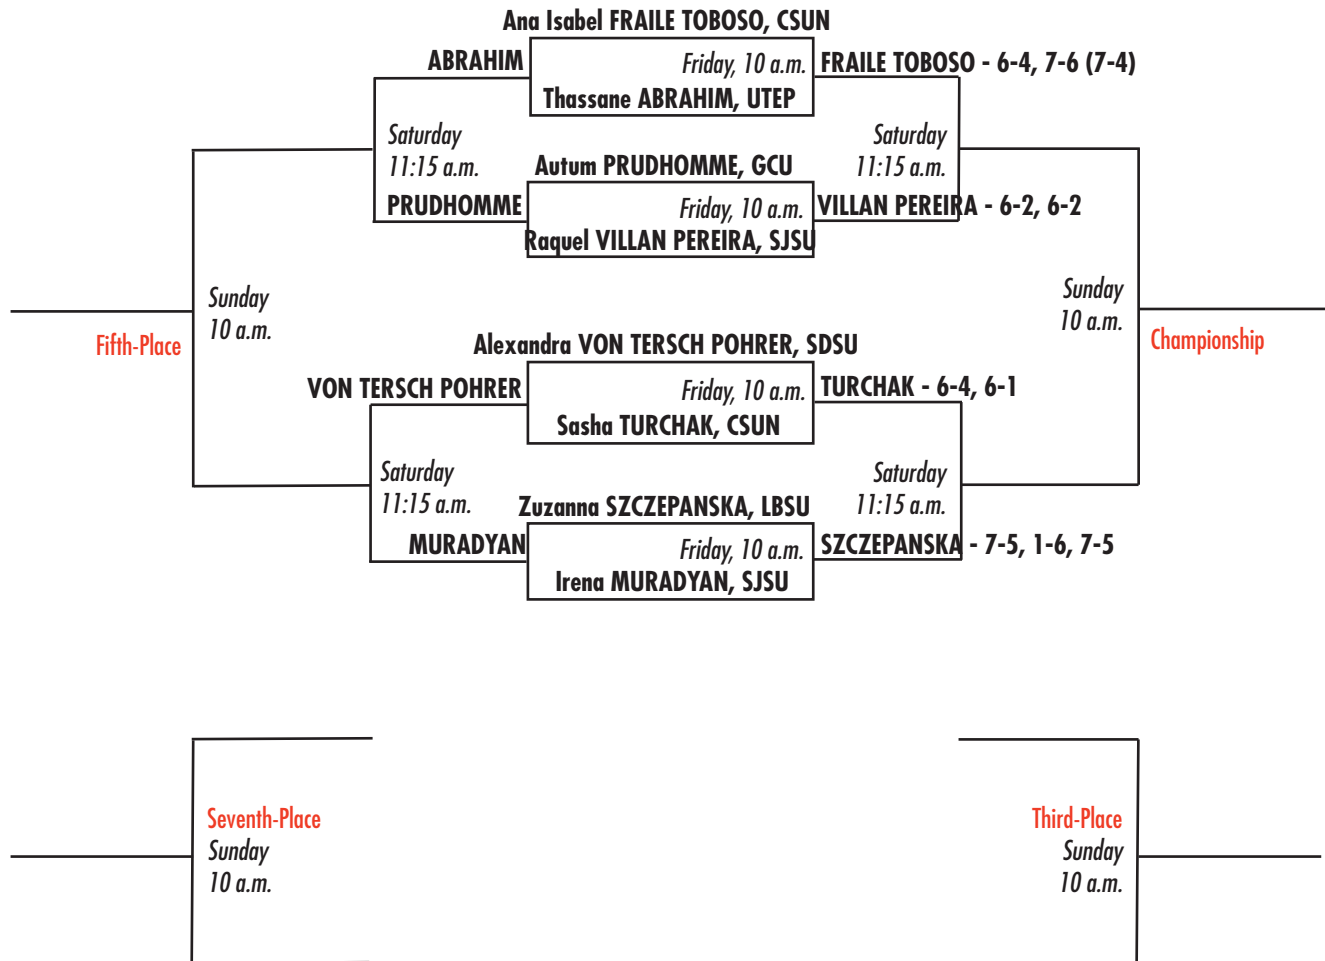 Ana Isabel FRAILE TOBOSO, CSUN
ABRAHIM
Friday, 10 a.m.
FRAILE TOBOSO - 6-4, 7-6 (7-4)
Thassane ABRAHIM, UTEP
Saturday
11:15 a.m.
Saturday
11:15 a.m.
Autum PRUDHOMME, GCU
PRUDHOMME
Friday, 10 a.m.
VILLAN PEREIRA - 6-2, 6-2
Raquel VILLAN PEREIRA, SJSU
Sunday
10 a.m.
Fifth-Place
Sunday
10 a.m.
Championship
Alexandra VON TERSCH POHRER, SDSU
VON TERSCH POHRER
Friday, 10 a.m.
TURCHAK - 6-4, 6-1
Sasha TURCHAK, CSUN
Saturday
11:15 a.m.
Saturday
11:15 a.m.
Zuzanna SZCZEPANSKA, LBSU
MURADYAN
Friday, 10 a.m.
SZCZEPANSKA - 7-5, 1-6, 7-5
Irena MURADYAN, SJSU
Seventh-Place
Sunday
10 a.m.
Third-Place
Sunday
10 a.m.